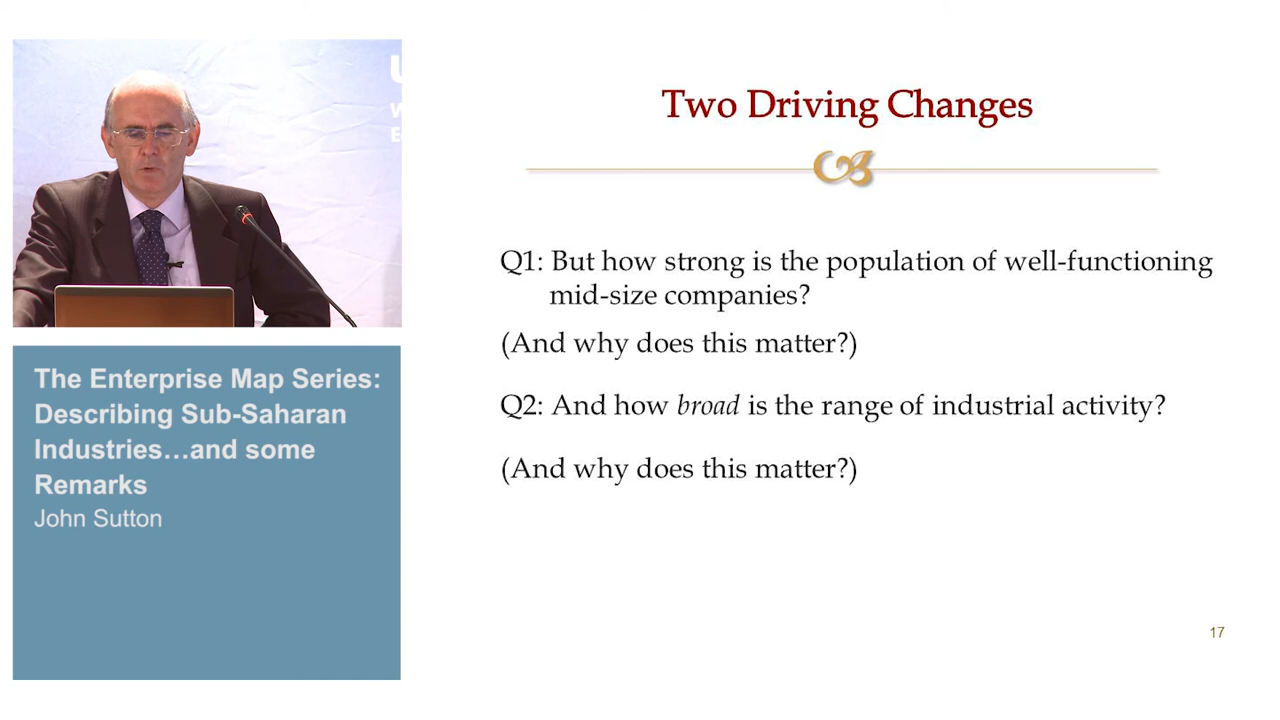 U
W
E
Two Driving Changes
Q1: But how strong is the population of well-functioning
mid-size companies?
(And why does this matter?)
Q2: And how broad is the range of industrial activity?
(And why does this matter?)
The Enterprise Map Series:
Describing Sub-Saharan
Industries…and some
Remarks
John Sutton
17